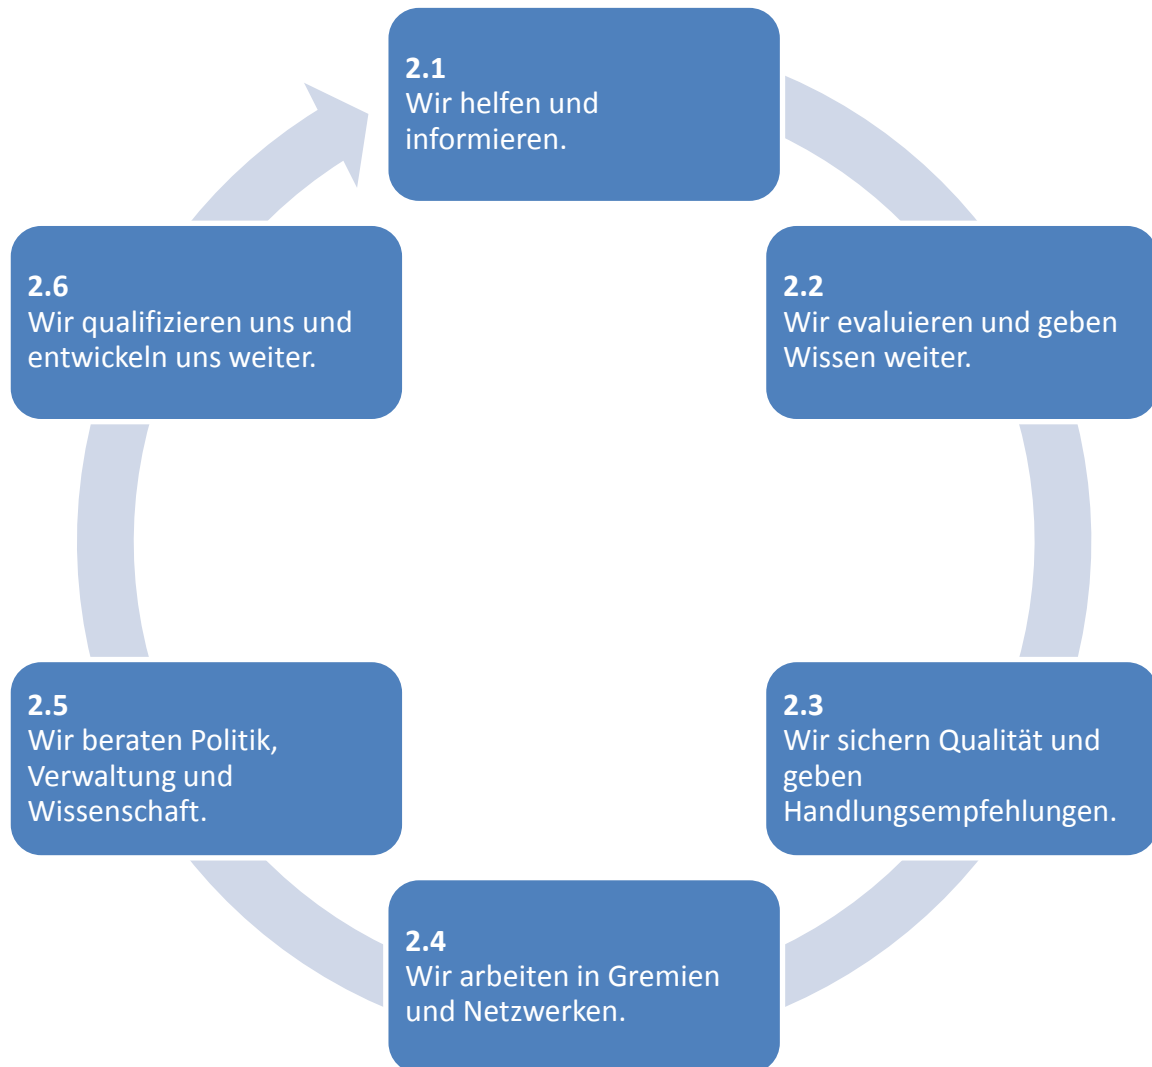 2.1
Wir helfen und
informieren.
2.2
Wir evaluieren und geben
Wissen weiter.
2.3
Wir sichern Qualität und
geben
Handlungsempfehlungen.
2.4
Wir arbeiten in Gremien
und Netzwerken.
2.5
Wir beraten Politik,
Verwaltung und
Wissenschaft.
2.6
Wir qualifizieren uns und
entwickeln uns weiter.